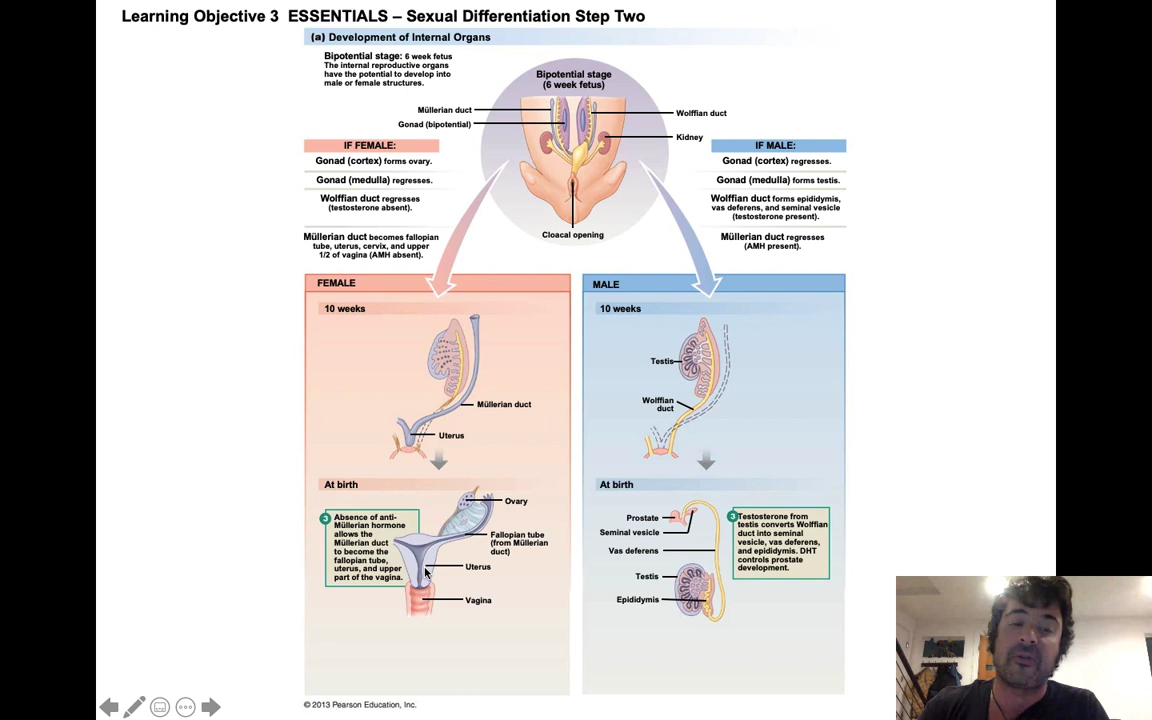 Learning Objective 3  ESSENTIALS – Sexual Differentiation Step Two
(a) Development of Internal Organs
Bipotential stage: 6 week fetus
The internal reproductive organs
have the potential to develop into
male or female structures.
Bipotential stage
(6 week fetus)
Müllerian duct
Gonad (bipotential)
Wolffian duct
Kidney
Cloacal opening
IF FEMALE:
Gonad (cortex) forms ovary.
Gonad (medulla) regresses.
Wolffian duct regresses
(testosterone absent).
Müllerian duct becomes fallopian
tube, uterus, cervix, and upper
1/2 of vagina (AMH absent).
IF MALE:
Gonad (cortex) regresses.
Gonad (medulla) forms testis.
Wolffian duct forms epididymis,
vas deferens, and seminal vesicle
(testosterone present).
Müllerian duct regresses
(AMH present).
FEMALE
10 weeks
Müllerian duct
Uterus
At birth
3
Absence of anti-
Müllerian hormone
allows the
Müllerian duct
to become the
fallopian tube,
uterus, and upper
part of the vagina.
Ovary
Fallopian tube
(from Müllerian
duct)
Uterus
Vagina
MALE
10 weeks
Testis
Wolffian
duct
At birth
Prostate
Seminal vesicle
Vas deferens
Testis
Epididymis
3
Testosterone from
testis converts Wolffian
duct into seminal
vesicle, vas deferens,
and epididymis. DHT
controls prostate
development.
© 2013 Pearson Education, Inc.